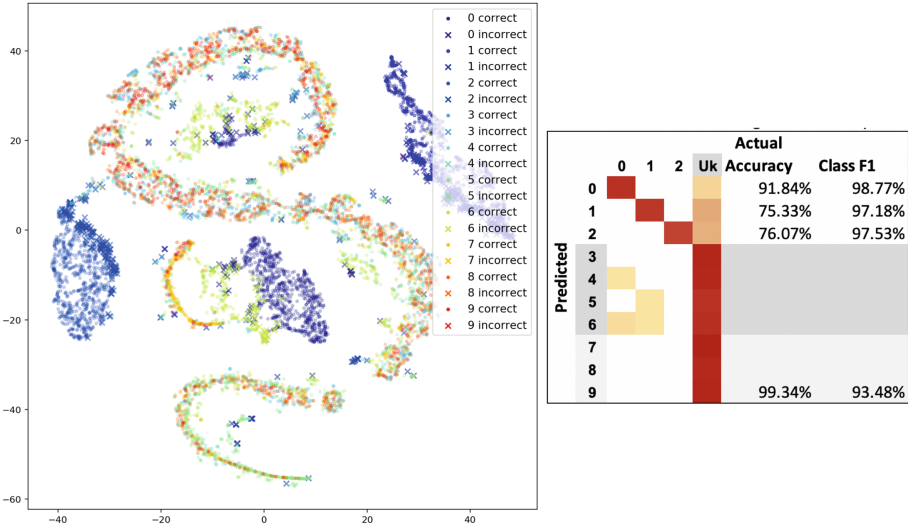 40
20
0
−20
−40
−60
−40
−20
0
20
40
0 correct
0 incorrect
1 correct
1 incorrect
2 correct
2 incorrect
3 correct
3 incorrect
4 correct
4 incorrect
5 correct
5 incorrect
6 correct
6 incorrect
7 correct
7 incorrect
8 correct
8 incorrect
9 correct
9 incorrect
Actual
0 1 2 Uk Accuracy Class F1
Predicted
0 91.84% 98.77%
1 75.33% 97.18%
2 76.07% 97.53%
3
4
5
6
7
8
9 99.34% 93.48%